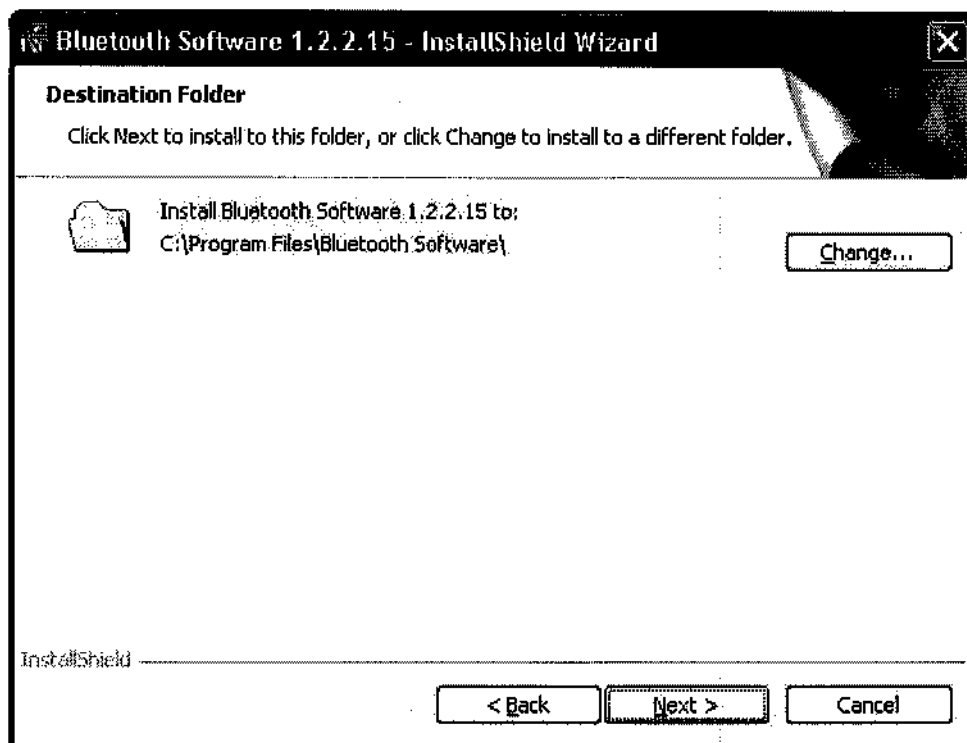 Bluetooth Software 1.2.2.15 - InstallShield Wizard
Destination Folder
Click Next to install to this folder, or click Change to install to a different folder.
Install Bluetooth Software 1.2.2.15 to:
C:\Program Files\Bluetooth Software\
Change...
InstallShield
< Back
Next >
Cancel